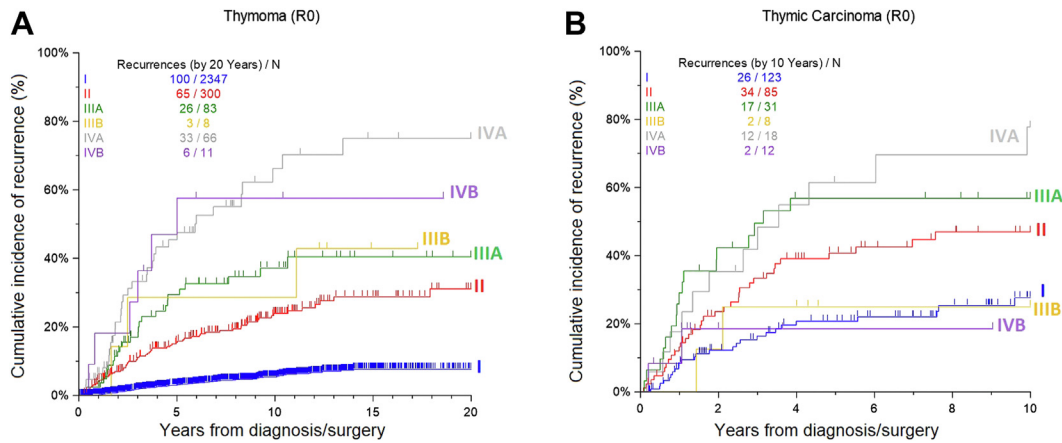 A
Thymoma (R0)
Cumulative incidence of recurrence (%)
100%
80%
60%
40%
20%
0%
Recurrences (by 20 Years) / N
I 100 / 2347
II 65 / 300
IIIA 26 / 83
IIIB 3 / 8
IVA 33 / 66
IVB 6 / 11
IVA
IVB
IIIB
IIIA
II
I
0 5 10 15 20
Years from diagnosis/surgery
B
Thymic Carcinoma (R0)
Cumulative incidence of recurrence (%)
100%
80%
60%
40%
20%
0%
Recurrences (by 10 Years) / N
I 26 / 123
II 34 / 85
IIIA 17 / 31
IIIB 2 / 8
IVA 12 / 18
IVB 2 / 12
IVA
IIIA
II
I
IIIB
IVB
0 2 4 6 8 10
Years from diagnosis/surgery